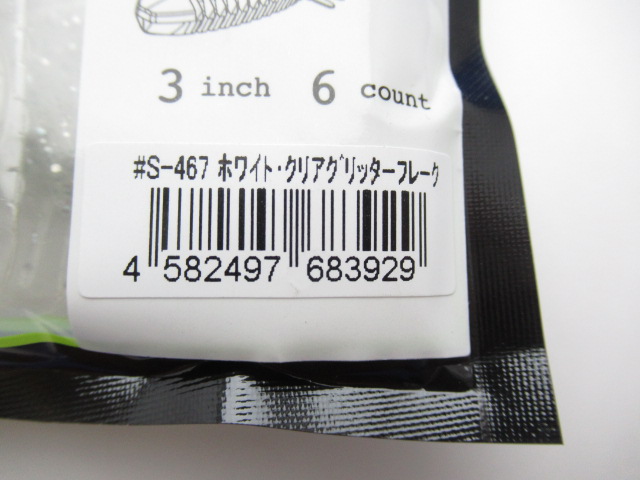 3 inch 6 count
#S-467 ホワイト・クリアグリッターフレーク
4 582497 683929